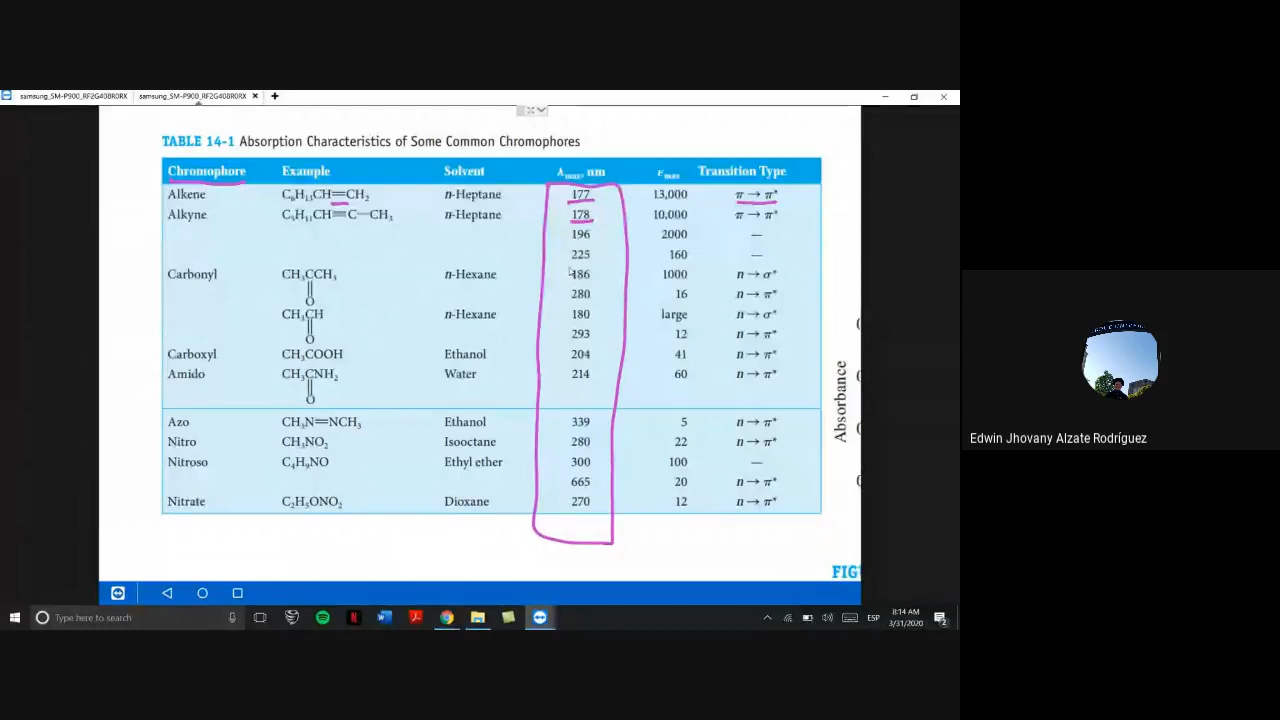 samsung_SM-P900_RF2G408R0RX samsung_SM-P900_RF2G408R0RX
TABLE 14-1 Absorption Characteristics of Some Common Chromophores
Chromophore Example Solvent λmax, nm εmax Transition Type
Alkene C₆H₁₃CH=CH₂ n-Heptane 177 13,000 π → π*
Alkyne C₅H₁₁CH=C—CH₃ n-Heptane 178 10,000 π → π*
196 2000 —
225 160 —
Carbonyl CH₃CCH₃ n-Hexane 186 1000 n → σ*
O 280 16 n → π*
CH₃CH n-Hexane 180 large n → σ*
O 293 12 n → π*
Carboxyl CH₃COOH Ethanol 204 41 n → π*
Amido CH₃CNH₂ Water 214 60 n → π*
O
Azo CH₃N=NCH₃ Ethanol 339 5 n → π*
Nitro CH₃NO₂ Isooctane 280 22 n → π*
Nitroso C₄H₉NO Ethyl ether 300 100 —
665 20 n → π*
Nitrate C₂H₅ONO₂ Dioxane 270 12 n → π*
Absorbance
FIG
Type here to search
ESP
8:14 AM
3/31/2020
Edwin Jhovany Alzate Rodríguez